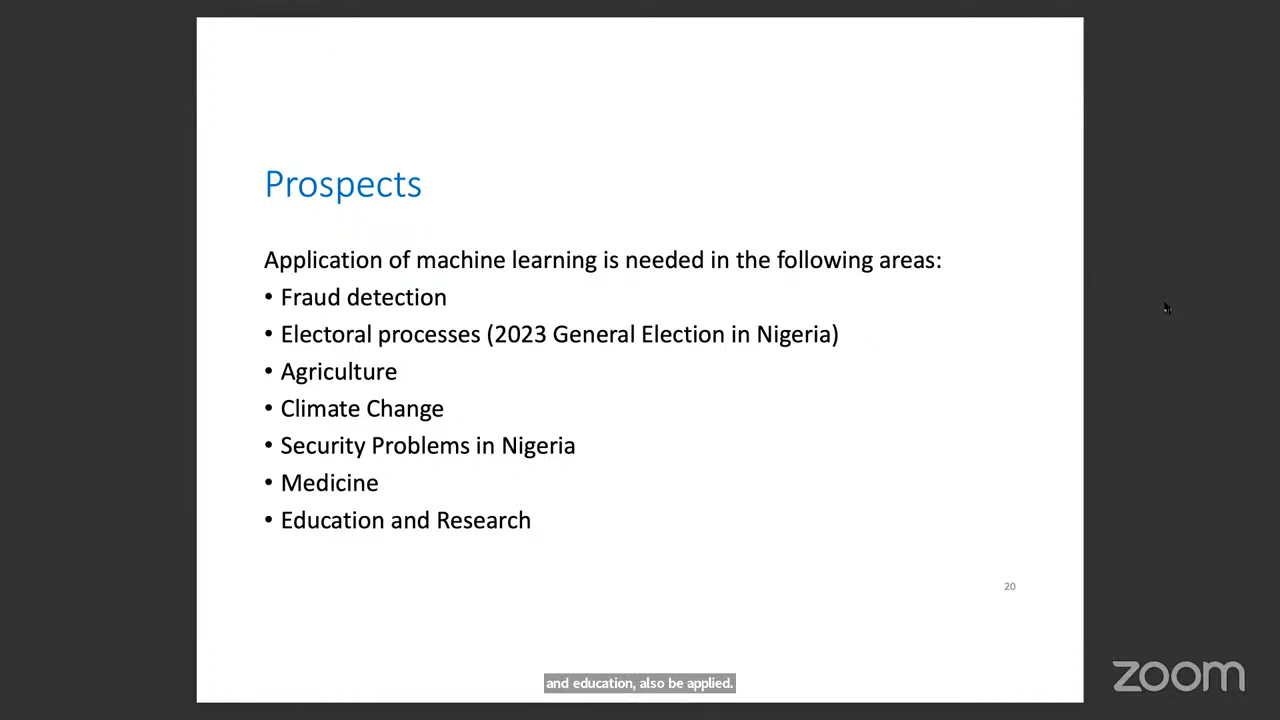 Prospects
Application of machine learning is needed in the following areas:
• Fraud detection
• Electoral processes (2023 General Election in Nigeria)
• Agriculture
• Climate Change
• Security Problems in Nigeria
• Medicine
• Education and Research
20
zoom
and education, also be applied.